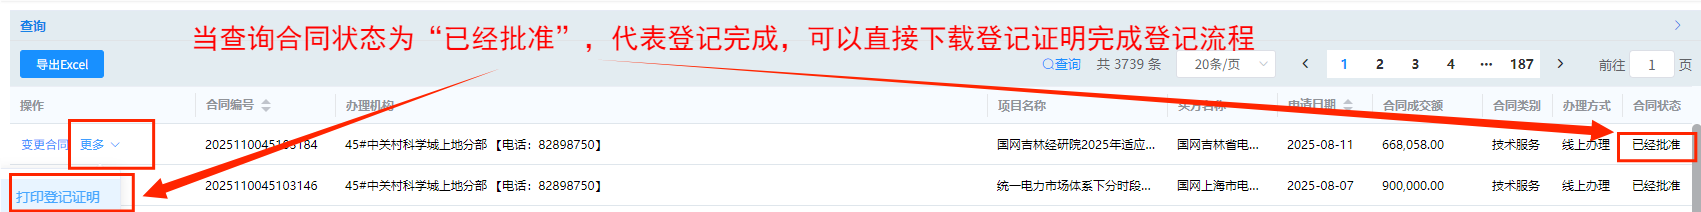 查询
当查询合同状态为“已经批准”，代表登记完成，可以直接下载登记证明完成登记流程
导出Excel 查询 共 3739 条 20条/页 1 2 3 4 ··· 187 前往 1 页
操作 合同编号 办理机构 项目名称 买方名称 申请日期 合同成交额 合同类别 办理方式 合同状态
变更合同 更多 45#中关村科学城上地分部 【电话：82898750】 国网吉林经研院2025年适应... 国网吉林省电... 2025-08-11 668,058.00 技术服务 线上办理 已经批准
打印登记证明 2025110045103146 45#中关村科学城上地分部 【电话：82898750】 统一电力市场体系下分时段... 国网上海市电... 2025-08-07 900,000.00 技术服务 线上办理 已经批准